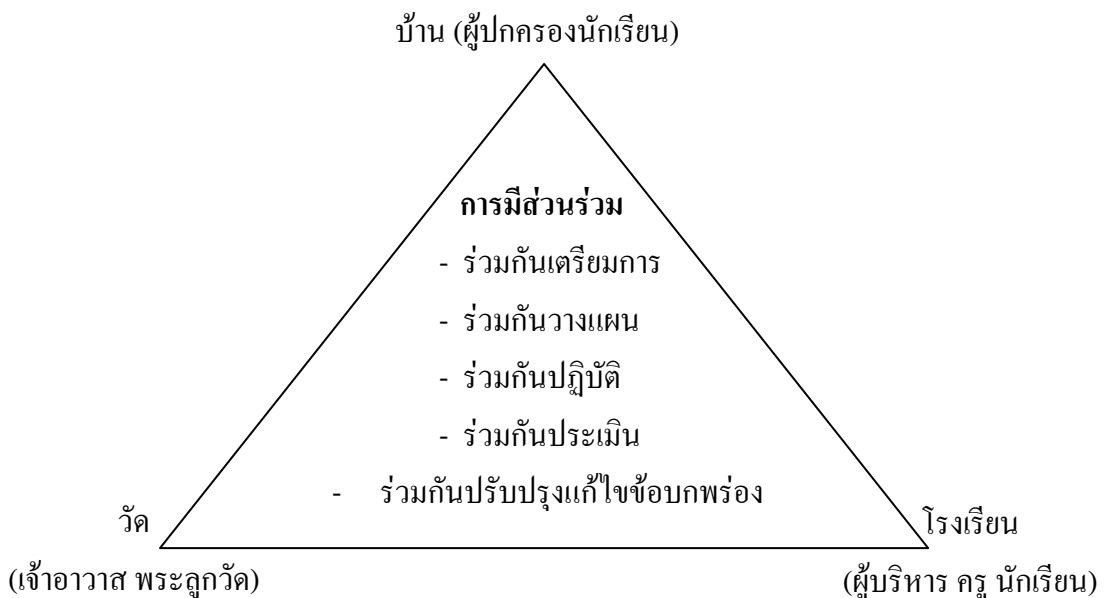 บ้าน (ผู้ปกครองนักเรียน)
การมีส่วนร่วม
- ร่วมกันเตรียมการ
- ร่วมกันวางแผน
- ร่วมกันปฏิบัติ
- ร่วมกันประเมิน
- ร่วมกันปรับปรุงแก้ไขข้อบกพร่อง
วัด
โรงเรียน
(เจ้าอาวาส พระลูกวัด)
(ผู้บริหาร ครู นักเรียน)